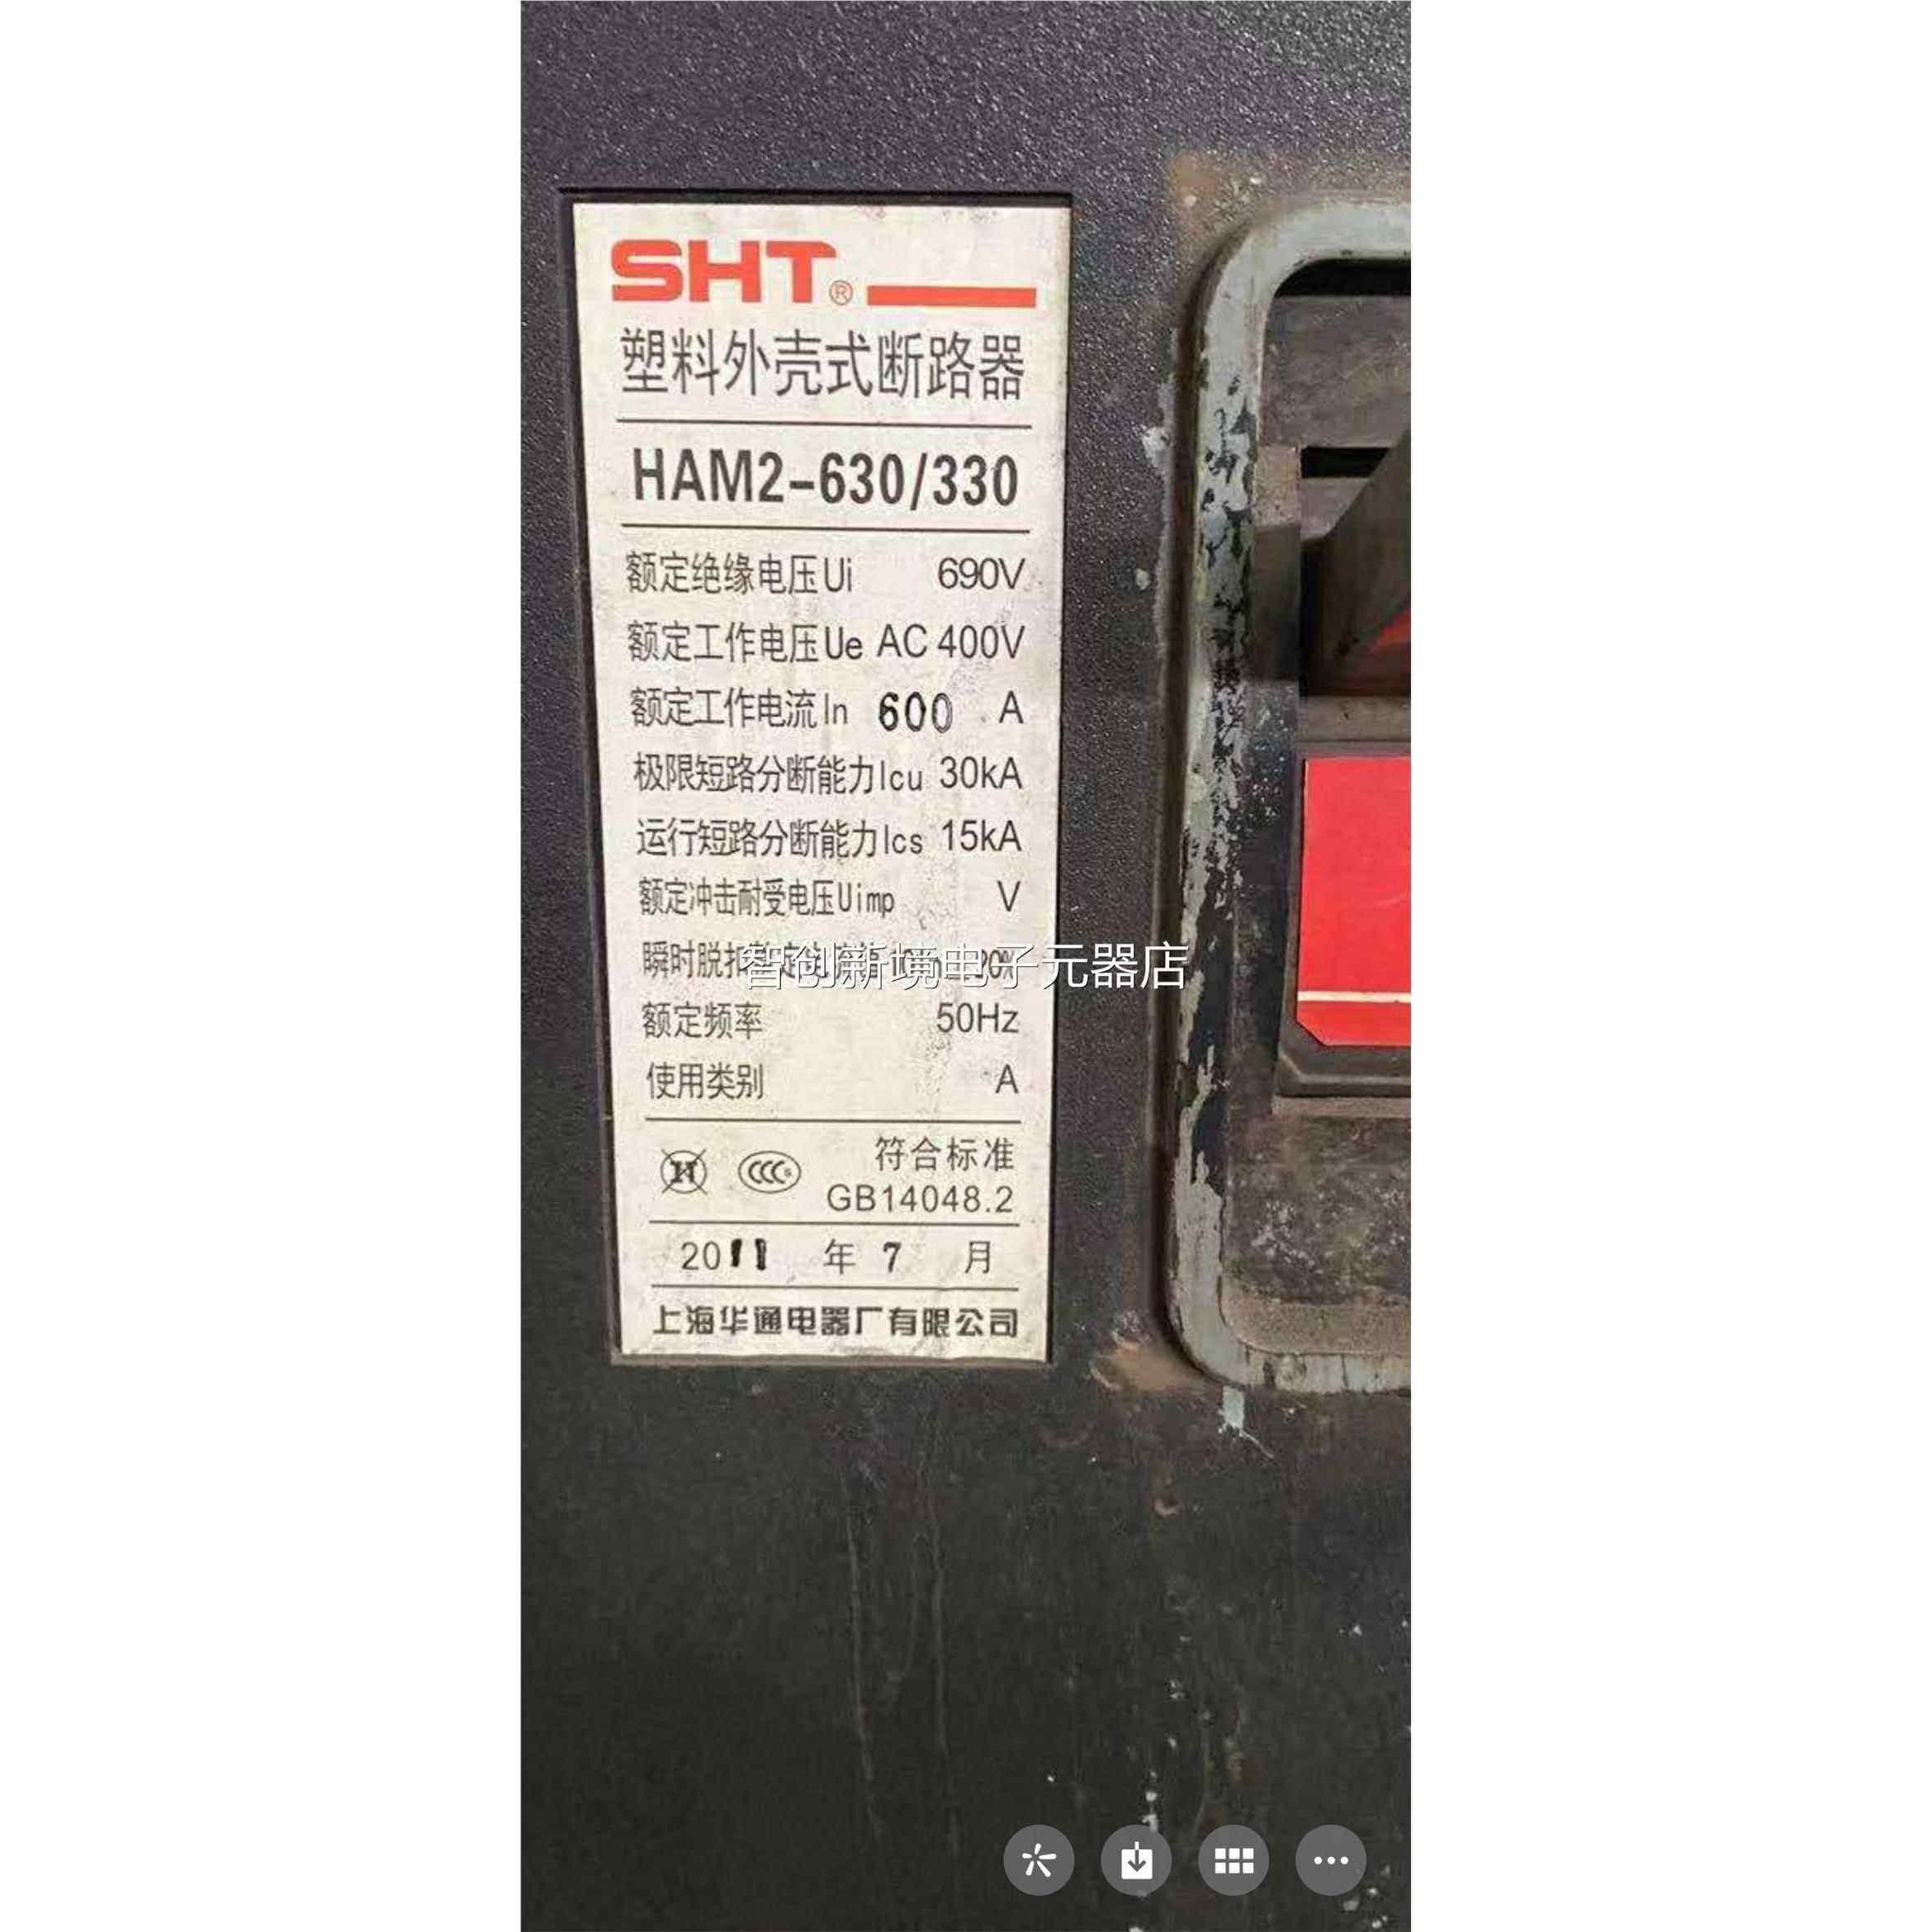 SHT®
塑料外壳式断路器
HAM2-630/330
额定绝缘电压Ui 690V
额定工作电压Ue AC 400V
额定工作电流In 600 A
极限短路分断能力Icu 30kA
运行短路分断能力Ics 15kA
额定冲击耐受电压Uimp V
瞬时脱扣
智创新境电子元器店
额定频率 50Hz
使用类别 A
CCC S 符合标准
GB14048.2
2011 年 7 月
上海华通电器厂有限公司